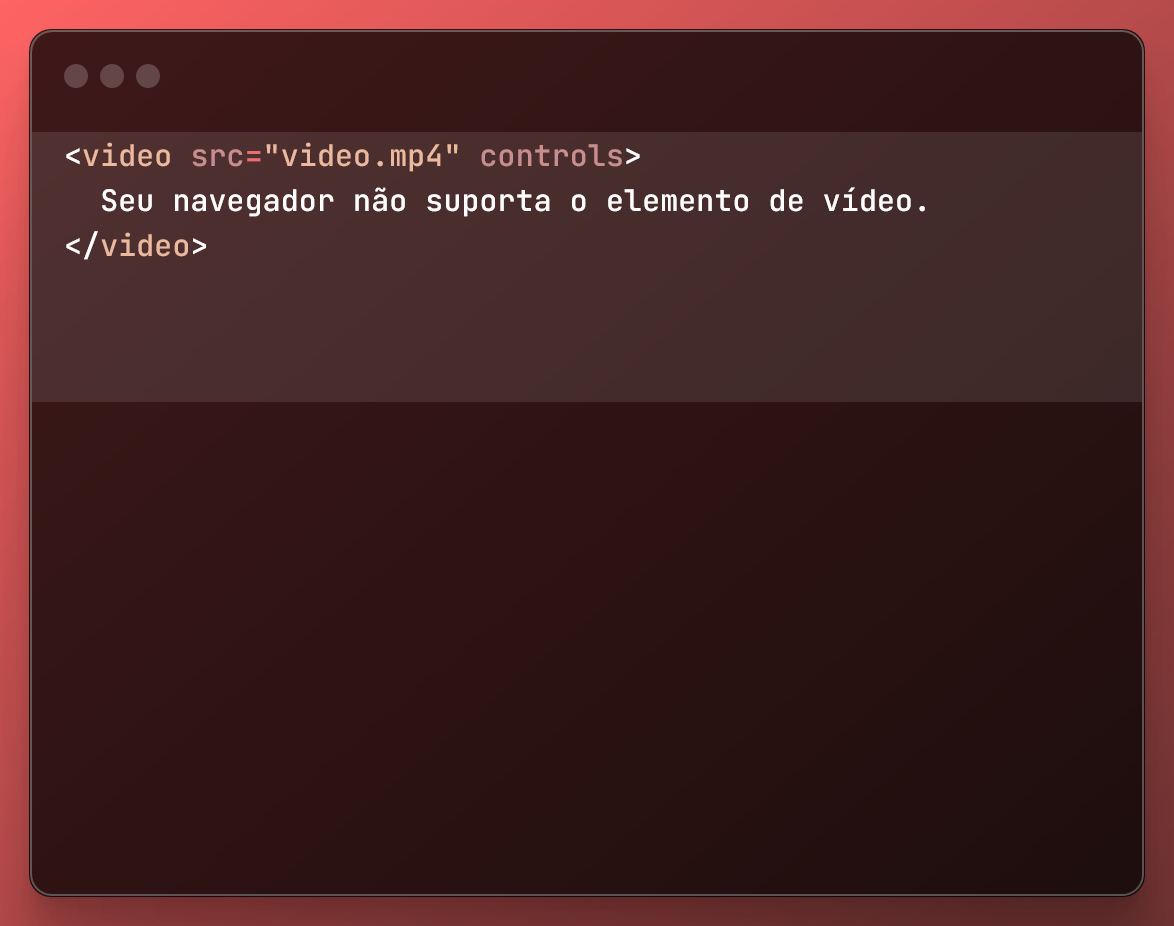 <video src="video.mp4" controls>
  Seu navegador não suporta o elemento de vídeo.
</video>